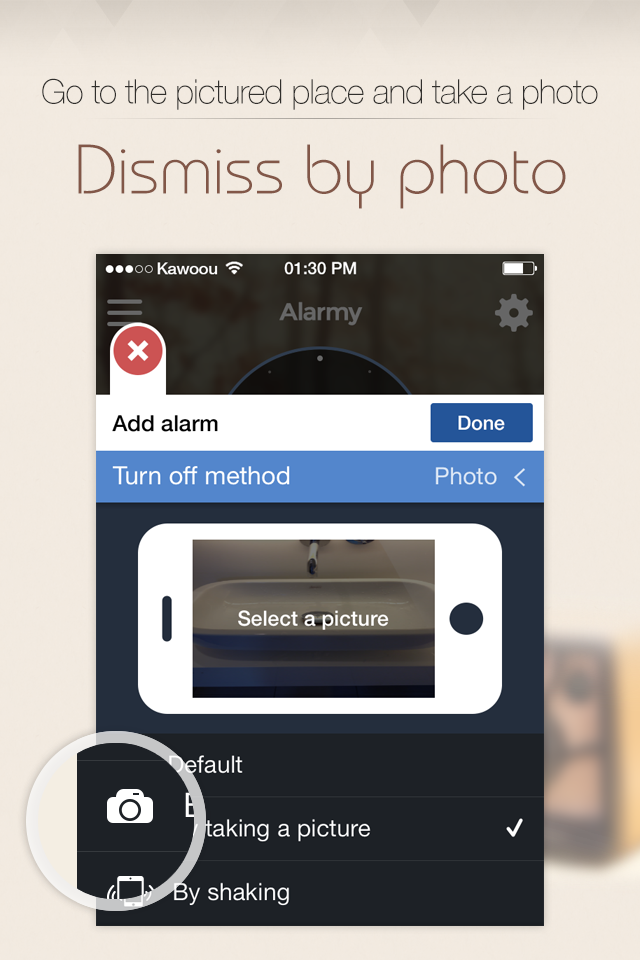 Go to the pictured place and take a photo
Dismiss by photo
Kawoou 01:30 PM
Alarmy
Add alarm Done
Turn off method Photo
Select a picture
Default
taking a picture
By shaking